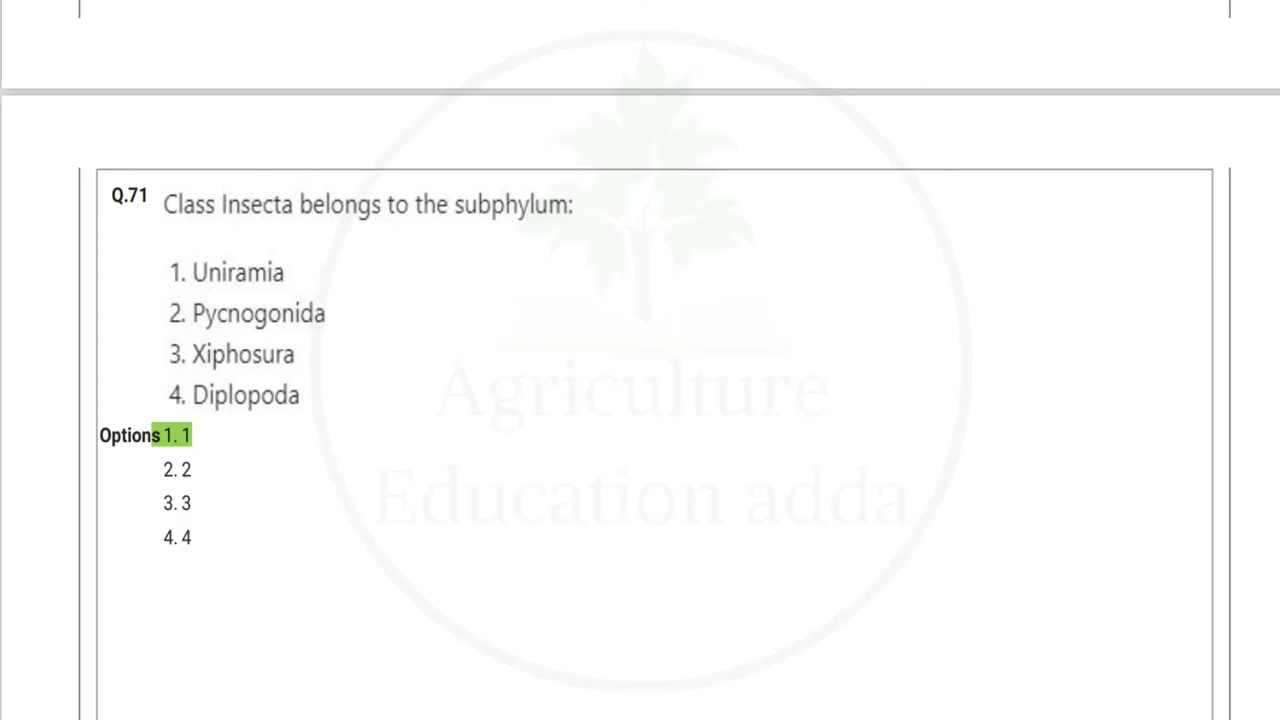 Q.71 Class Insecta belongs to the subphylum:
1. Uniramia
2. Pycnogonida
3. Xiphosura
4. Diplopoda
Options 1. 1
2. 2
3. 3
4. 4
Agriculture
Education adda